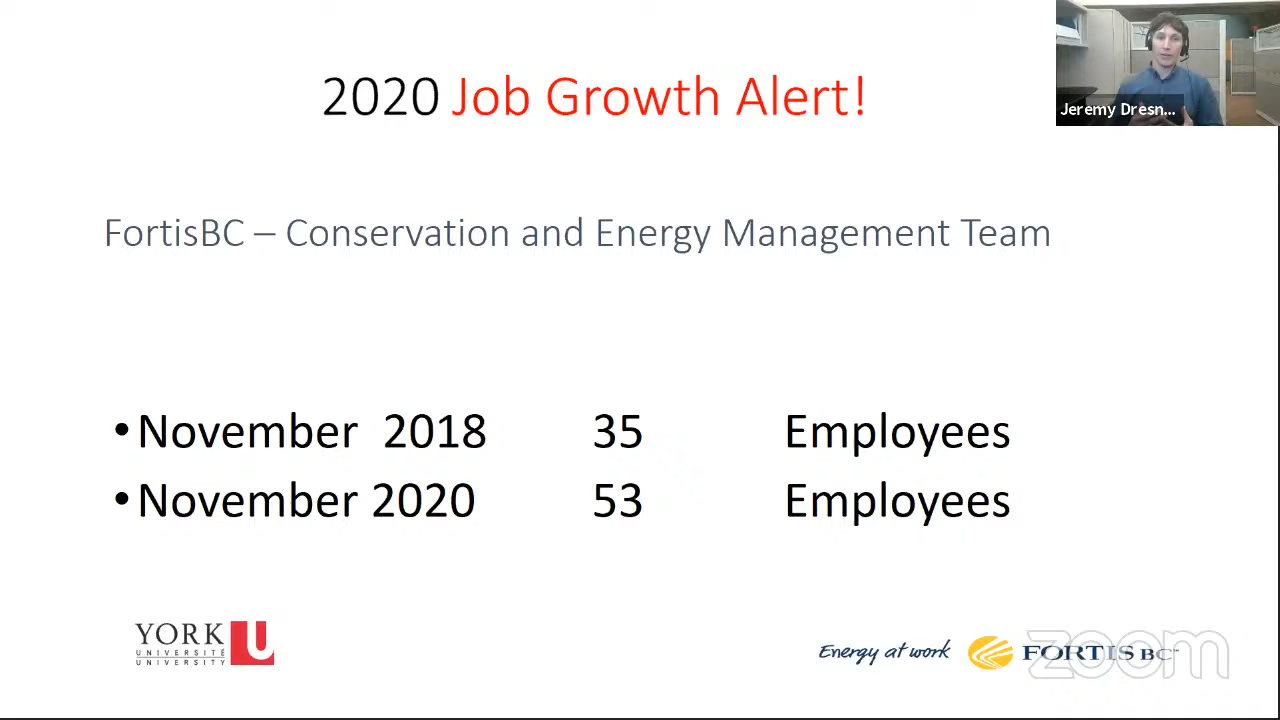 2020 Job Growth Alert!
Jeremy Dresn...
FortisBC – Conservation and Energy Management Team
• November 2018 35 Employees
• November 2020 53 Employees
YORK U
UNIVERSITÉ
UNIVERSITY
Energy at work FORTIS BC™
zoom